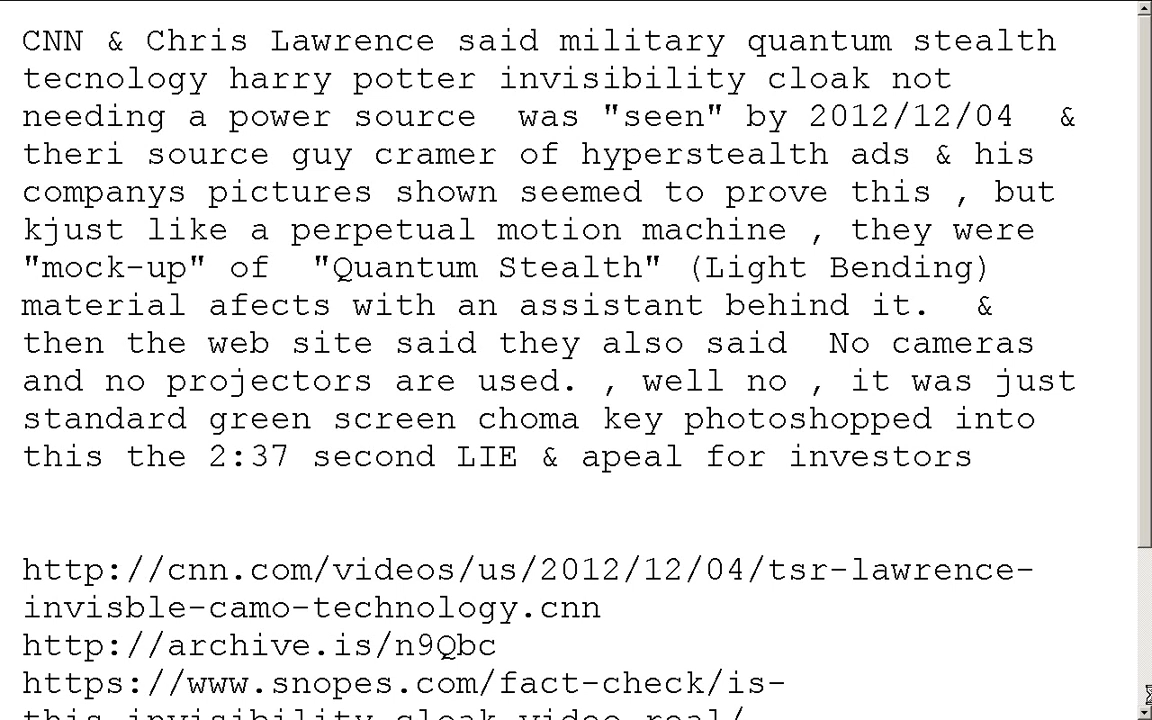 CNN & Chris Lawrence said military quantum stealth
tecnology harry potter invisibility cloak not
needing a power source  was "seen" by 2012/12/04  &
theri source guy cramer of hyperstealth ads & his
companys pictures shown seemed to prove this , but
kjust like a perpetual motion machine , they were
"mock-up" of  "Quantum Stealth" (Light Bending)
material afects with an assistant behind it.  &
then the web site said they also said  No cameras
and no projectors are used. , well no , it was just
standard green screen choma key photoshopped into
this the 2:37 second LIE & apeal for investors
http://cnn.com/videos/us/2012/12/04/tsr-lawrence-
invisble-camo-technology.cnn
http://archive.is/n9Qbc
https://www.snopes.com/fact-check/is-
this-invisibility-cloak-video-real/